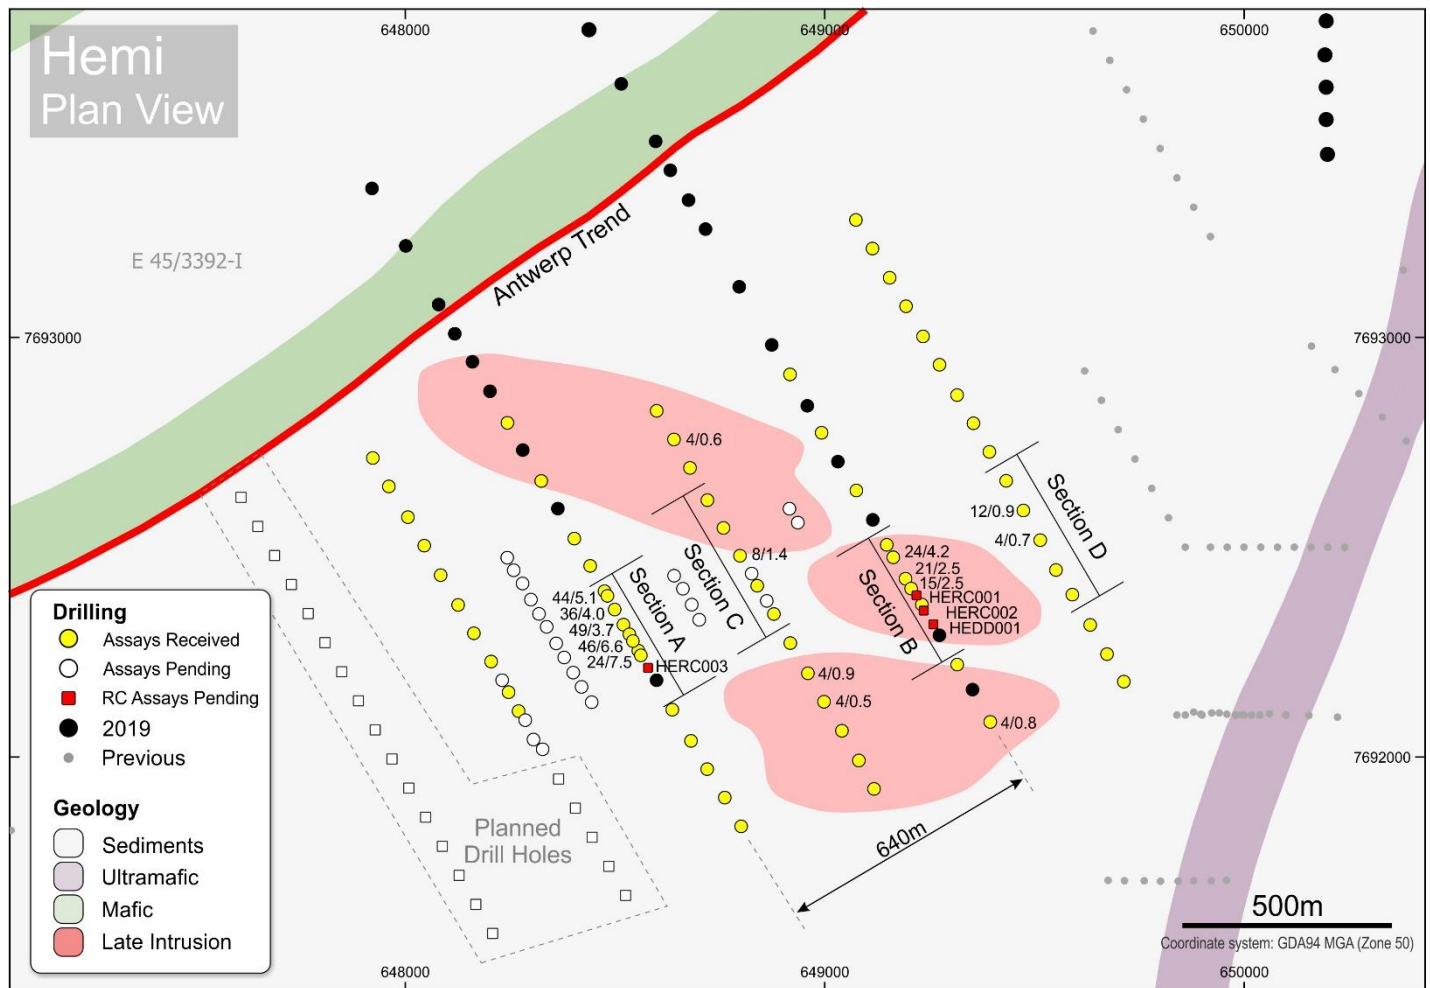 Hemi
Plan View
648000
649000
650000
E 45/3392-I
Antwerp Trend
7693000
7693000
4/0.6
Section D
12/0.9
4/0.7
8/1.4
Section C
24/4.2
21/2.5
15/2.5
HERC001
HERC002
HEDD001
Section B
Section A
44/5.1
36/4.0
49/3.7
46/6.6
24/7.5
HERC003
4/0.9
4/0.5
4/0.8
7692000
640m
Planned
Drill Holes
Drilling
Assays Received
Assays Pending
RC Assays Pending
2019
Previous
Geology
Sediments
Ultramafic
Mafic
Late Intrusion
500m
Coordinate system: GDA94 MGA (Zone 50)
648000
649000
650000